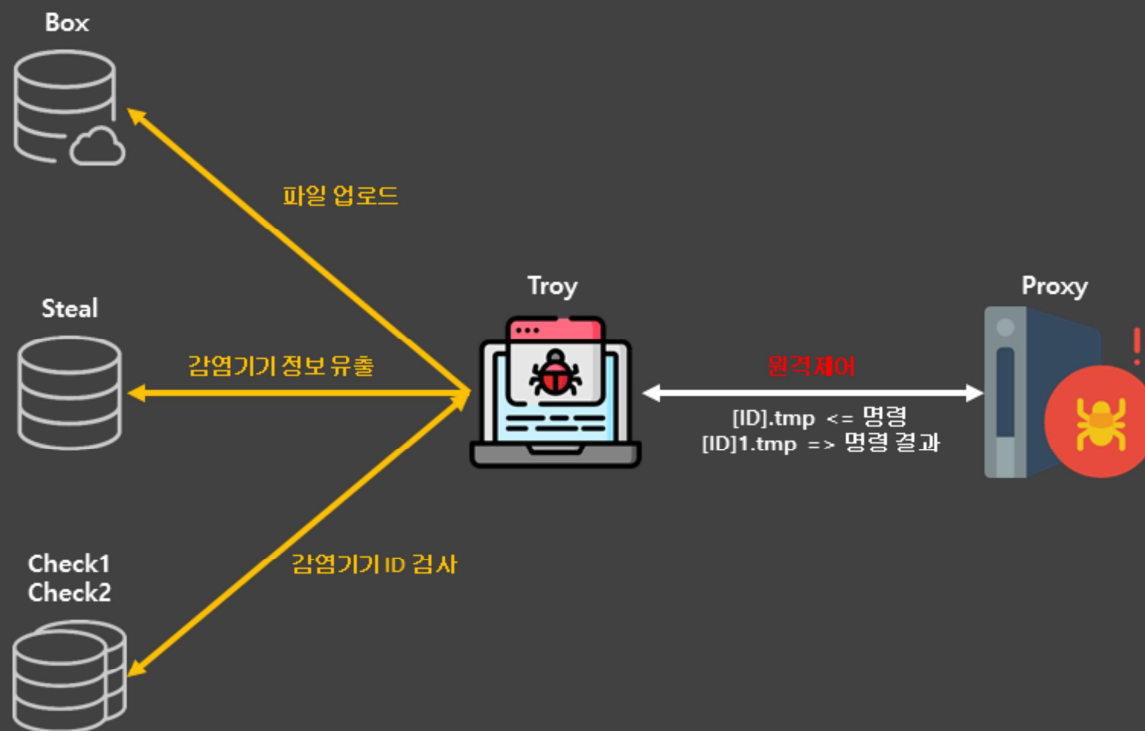 Box
파일 업로드
Steal
감염기기 정보 유출
Check1
Check2
감염기기 ID 검사
Troy
원격제어
[ID].tmp <= 명령
[ID]1.tmp => 명령 결과
Proxy